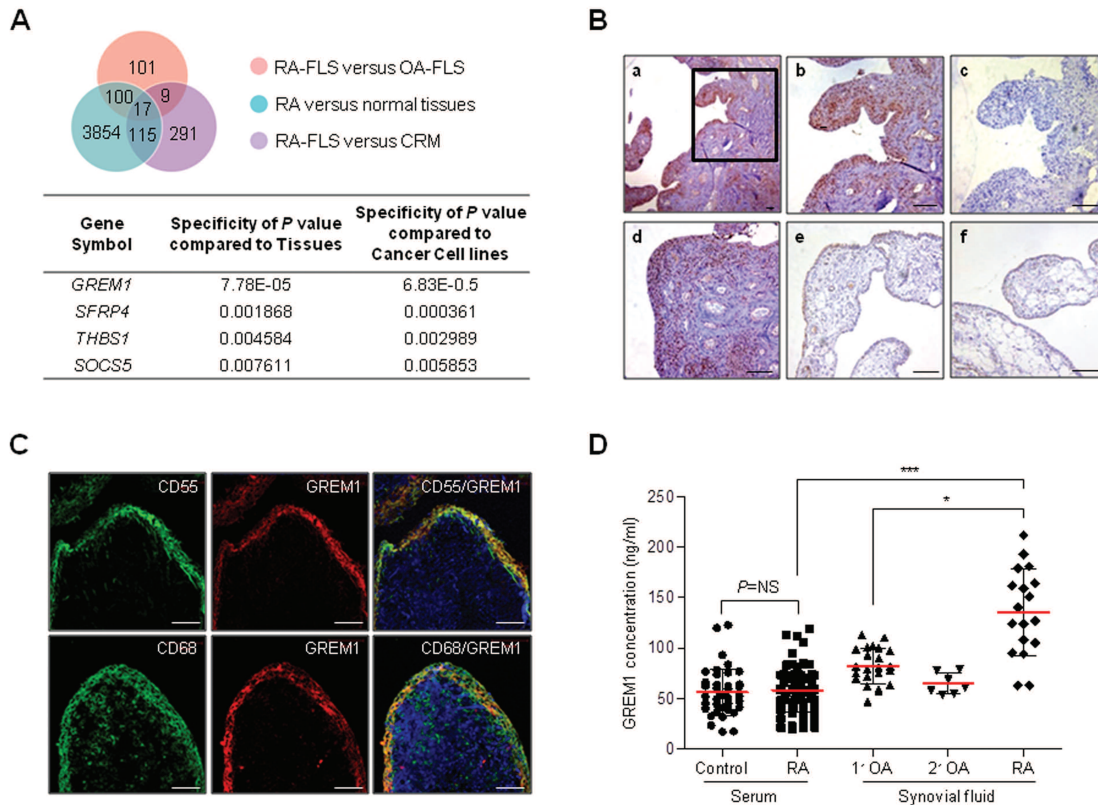 A
101
100
9
17
3854
115
291
RA-FLS versus OA-FLS
RA versus normal tissues
RA-FLS versus CRM
Gene Symbol
Specificity of P value compared to Tissues
Specificity of P value compared to Cancer Cell lines
GREM1 7.78E-05 6.83E-0.5
SFRP4 0.001868 0.000361
THBS1 0.004584 0.002989
SOCS5 0.007611 0.005853
B
a
b
c
d
e
f
C
CD55
GREM1
CD55/GREM1
CD68
GREM1
CD68/GREM1
D
GREM1 concentration (ng/ml)
250
200
150
100
50
0
P=NS
***
*
Control RA 1˚ OA 2˚ OA RA
Serum Synovial fluid